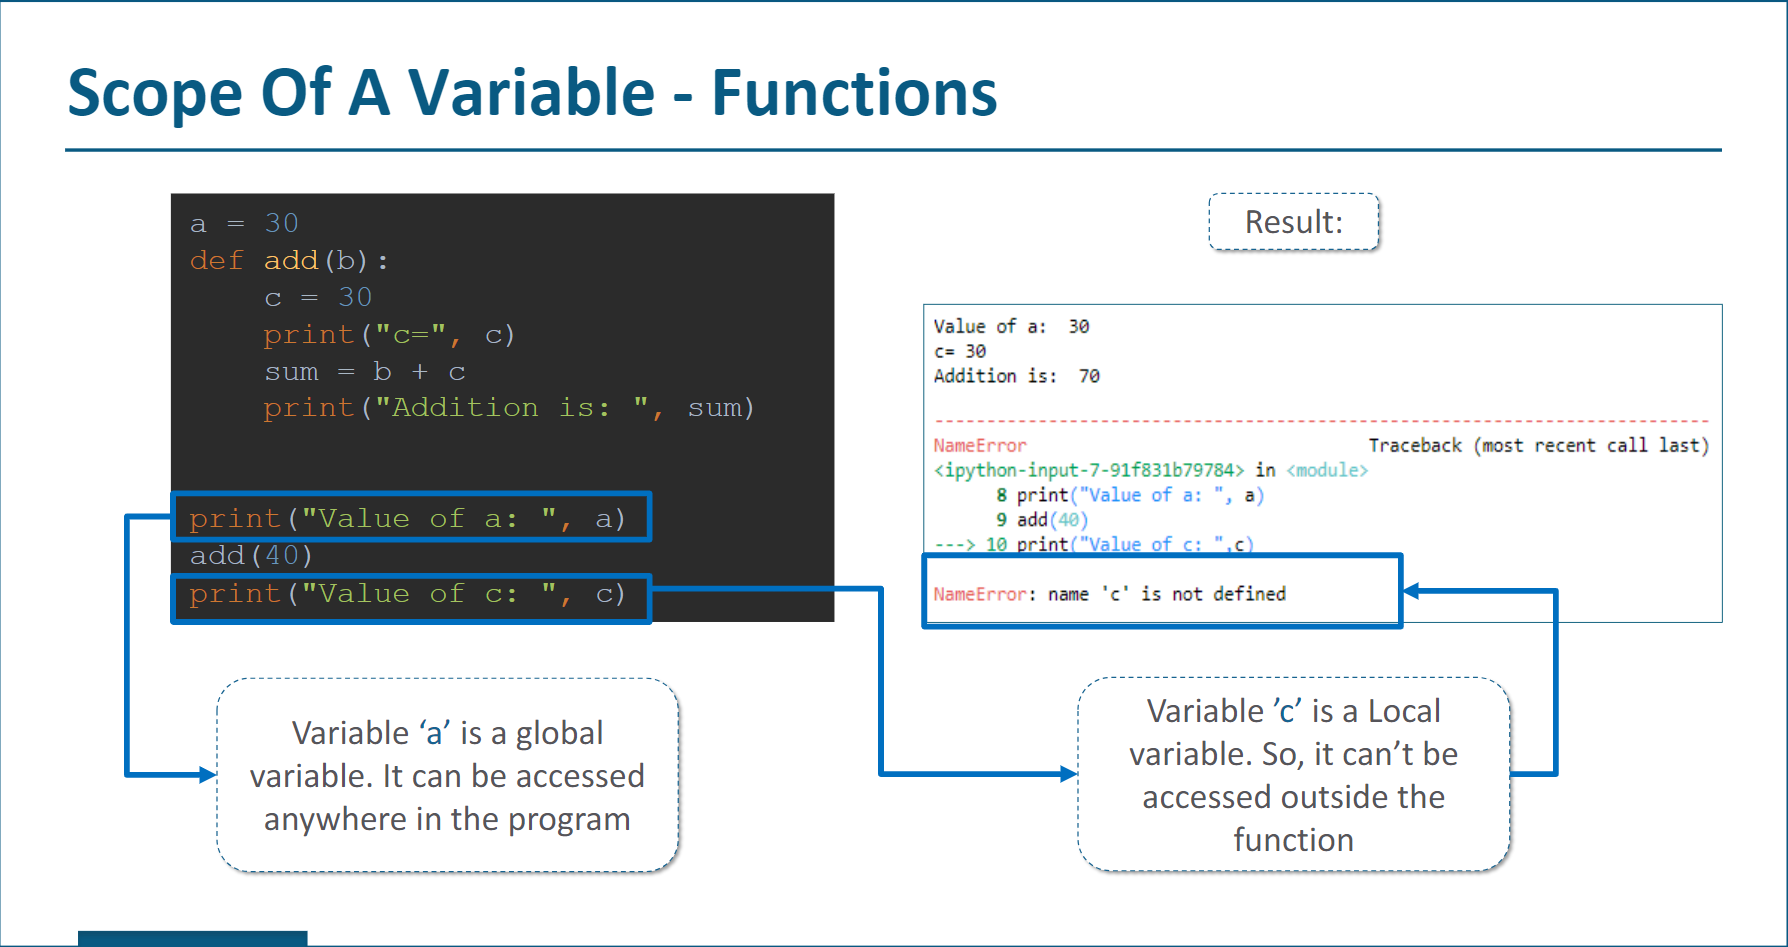 Scope Of A Variable - Functions
a = 30
def add(b):
    c = 30
    print("c=", c)
    sum = b + c
    print("Addition is: ", sum)
print("Value of a: ", a)
add(40)
print("Value of c: ", c)
Result:
Value of a:  30
c= 30
Addition is:  70
---------------------------------------------------------------------------
NameError                                 Traceback (most recent call last)
<ipython-input-7-91f831b79784> in <module>
      8 print("Value of a: ", a)
      9 add(40)
---> 10 print("Value of c: ",c)
NameError: name 'c' is not defined
Variable ‘a’ is a global
variable. It can be accessed
anywhere in the program
Variable ’c’ is a Local
variable. So, it can’t be
accessed outside the
function